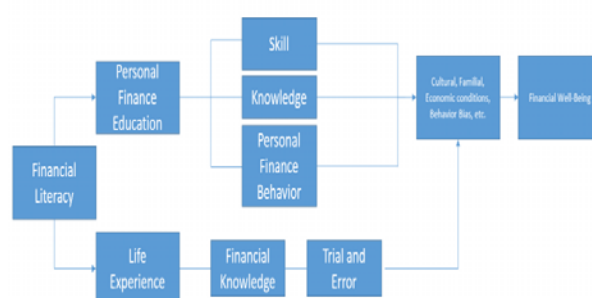 Financial
Literacy
Personal
Finance
Education
Skill
Knowledge
Personal
Finance
Behavior
Cultural, Familial,
Economic conditions,
Behavior Bias, etc.
Financial Well-Being
Life
Experience
Financial
Knowledge
Trial and
Error